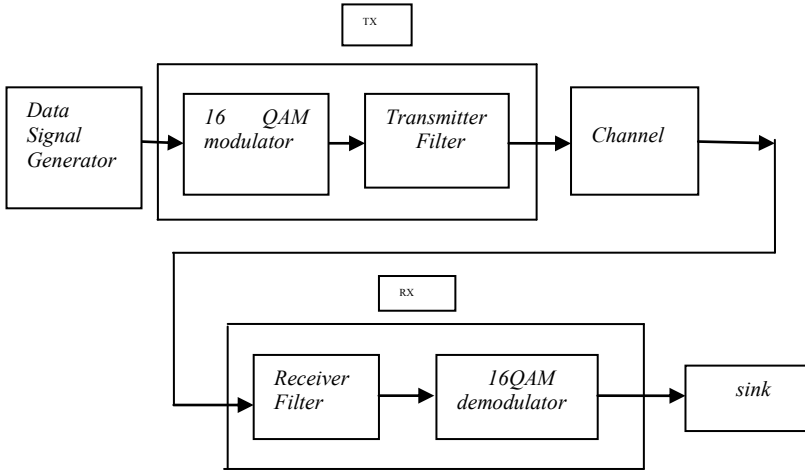 TX
Data
Signal
Generator
16 QAM
modulator
Transmitter
Filter
Channel
RX
Receiver
Filter
16QAM
demodulator
sink